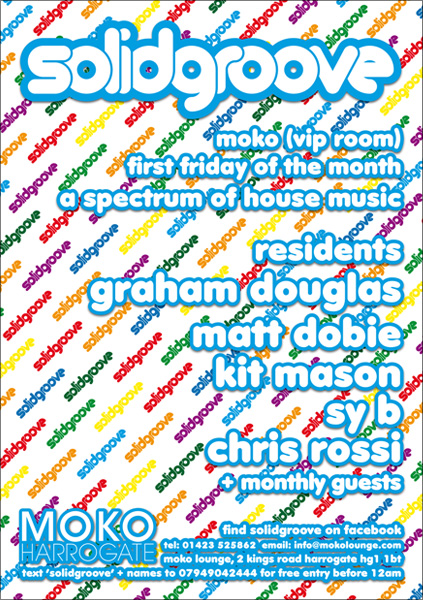 solidgroove
moko (vip room)
first friday of the month
a spectrum of house music
residents
graham douglas
matt dobie
kit mason
sy b
chris rossi
+ monthly guests
MOKO
HARROGATE
find solidgroove on facebook
tel: 01423 525862 email: info@mokolounge.com
moko lounge, 2 kings road harrogate hg1 1bt
text 'solidgroove' + names to 07949042444 for free entry before 12am